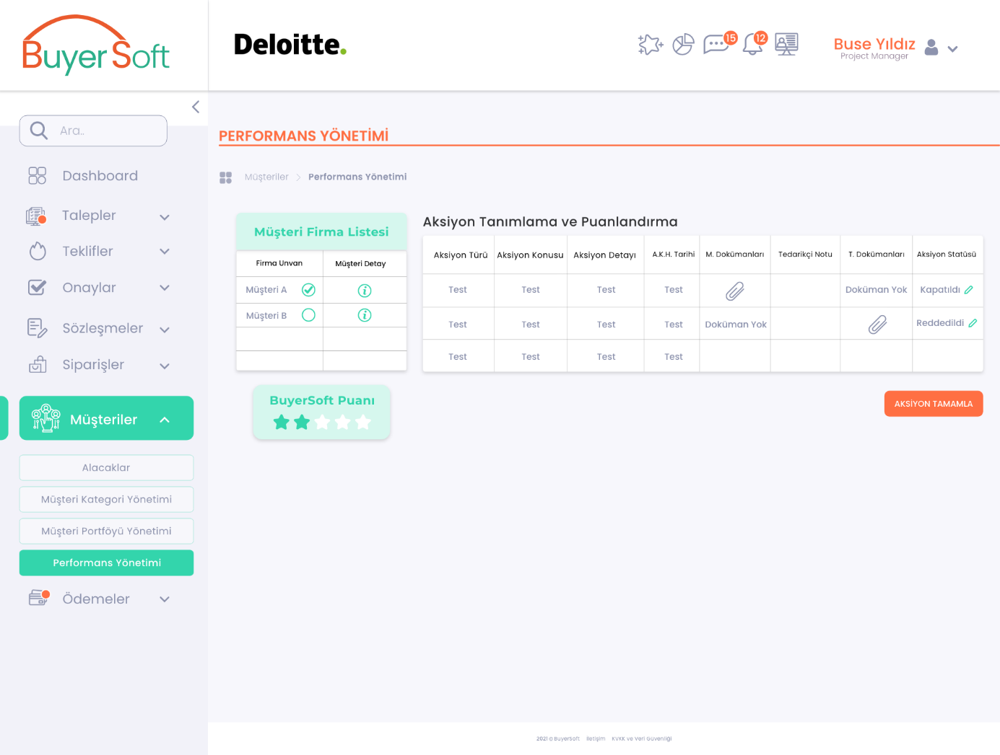 Buyer Soft
Deloitte.
15
12
Buse Yıldız
Project Manager
Ara..
Dashboard
Talepler
Teklifler
Onaylar
Sözleşmeler
Siparişler
Müşteriler
Alacaklar
Müşteri Kategori Yönetimi
Müşteri Portföyü Yönetimi
Performans Yönetimi
Ödemeler
PERFORMANS YÖNETİMİ
Müşteriler > Performans Yönetimi
Müşteri Firma Listesi
Firma Unvan Müşteri Detay
Müşteri A
Müşteri B
BuyerSoft Puanı
Aksiyon Tanımlama ve Puanlandırma
Aksiyon Türü Aksiyon Konusu Aksiyon Detayı A.K.H. Tarihi M. Dokümanları Tedarikçi Notu T. Dokümanları Aksiyon Statüsü
Test Test Test Test Doküman Yok Kapatıldı
Test Test Test Test Doküman Yok Reddedildi
Test Test Test Test
AKSİYON TAMAMLA
2021 © BuyerSoft İletişim KVKK ve Veri Güvenliği